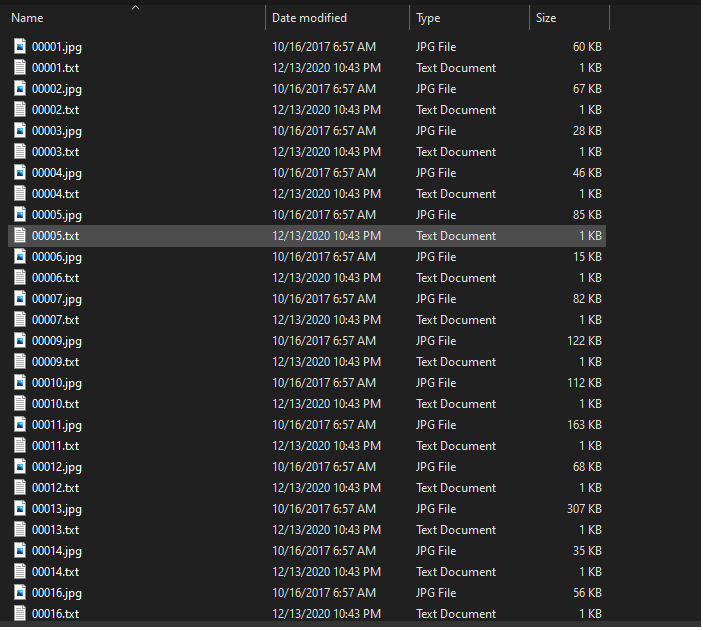 Name Date modified Type Size
00001.jpg 10/16/2017 6:57 AM JPG File 60 KB
00001.txt 12/13/2020 10:43 PM Text Document 1 KB
00002.jpg 10/16/2017 6:57 AM JPG File 67 KB
00002.txt 12/13/2020 10:43 PM Text Document 1 KB
00003.jpg 10/16/2017 6:57 AM JPG File 28 KB
00003.txt 12/13/2020 10:43 PM Text Document 1 KB
00004.jpg 10/16/2017 6:57 AM JPG File 46 KB
00004.txt 12/13/2020 10:43 PM Text Document 1 KB
00005.jpg 10/16/2017 6:57 AM JPG File 85 KB
00005.txt 12/13/2020 10:43 PM Text Document 1 KB
00006.jpg 10/16/2017 6:57 AM JPG File 15 KB
00006.txt 12/13/2020 10:43 PM Text Document 1 KB
00007.jpg 10/16/2017 6:57 AM JPG File 82 KB
00007.txt 12/13/2020 10:43 PM Text Document 1 KB
00009.jpg 10/16/2017 6:57 AM JPG File 122 KB
00009.txt 12/13/2020 10:43 PM Text Document 1 KB
00010.jpg 10/16/2017 6:57 AM JPG File 112 KB
00010.txt 12/13/2020 10:43 PM Text Document 1 KB
00011.jpg 10/16/2017 6:57 AM JPG File 163 KB
00011.txt 12/13/2020 10:43 PM Text Document 1 KB
00012.jpg 10/16/2017 6:57 AM JPG File 68 KB
00012.txt 12/13/2020 10:43 PM Text Document 1 KB
00013.jpg 10/16/2017 6:57 AM JPG File 307 KB
00013.txt 12/13/2020 10:43 PM Text Document 1 KB
00014.jpg 10/16/2017 6:57 AM JPG File 35 KB
00014.txt 12/13/2020 10:43 PM Text Document 1 KB
00016.jpg 10/16/2017 6:57 AM JPG File 56 KB
00016.txt 12/13/2020 10:43 PM Text Document 1 KB